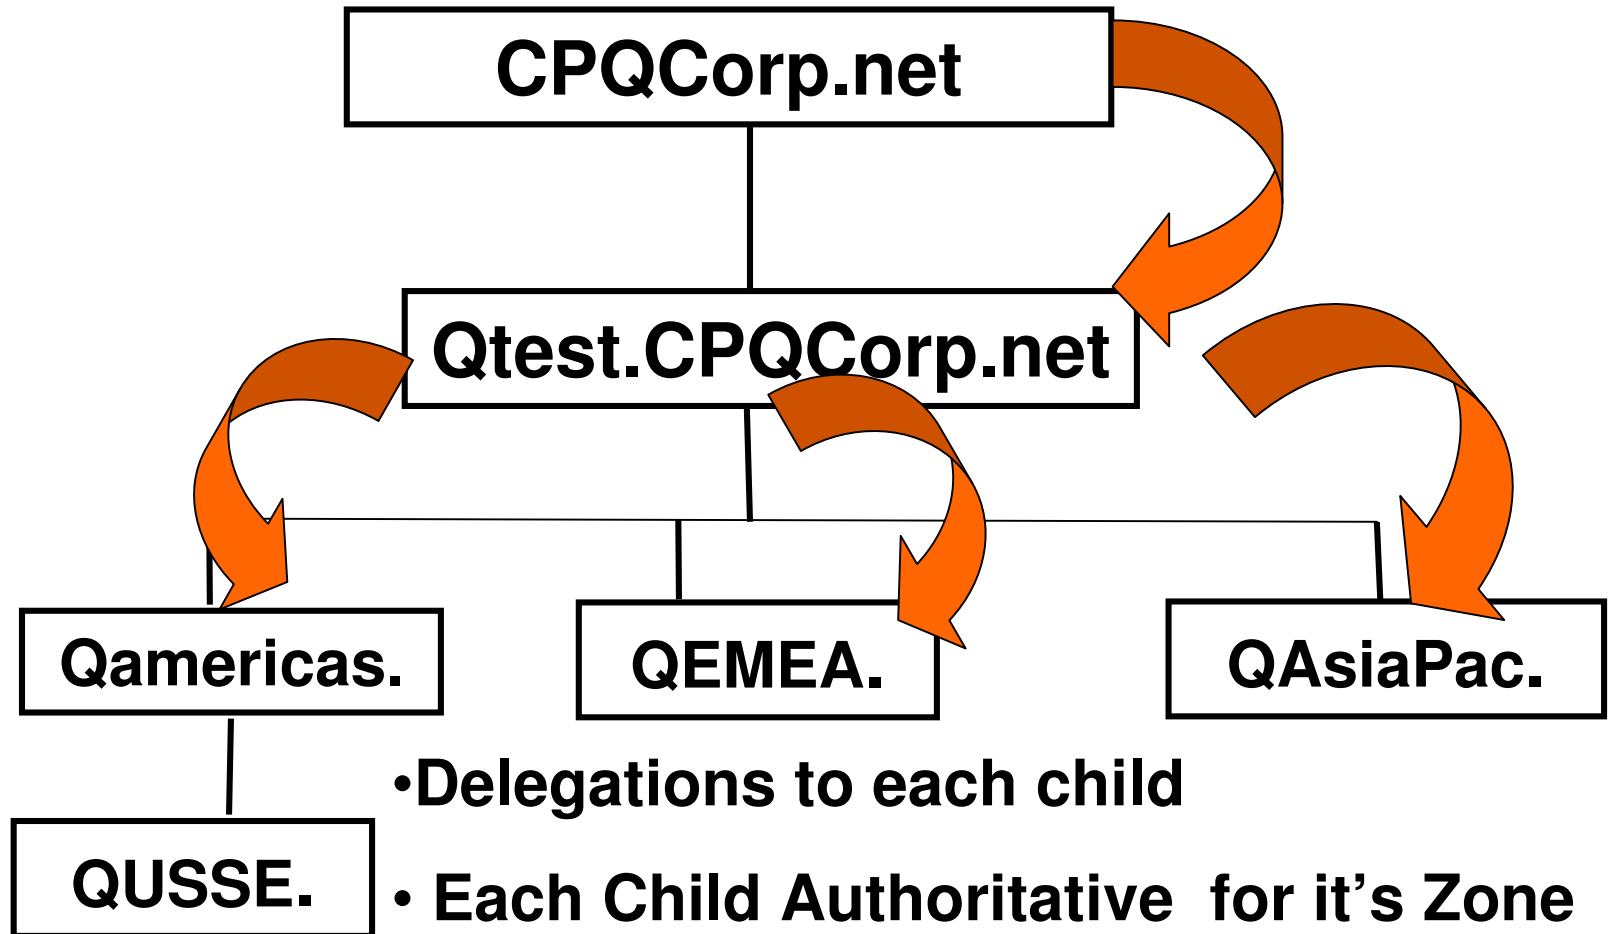 CPQCorp.net
Qtest.CPQCorp.net
Qamericas.
QEMEA.
QAsiaPac.
•Delegations to each child
QUSSE.
• Each Child Authoritative  for it’s Zone